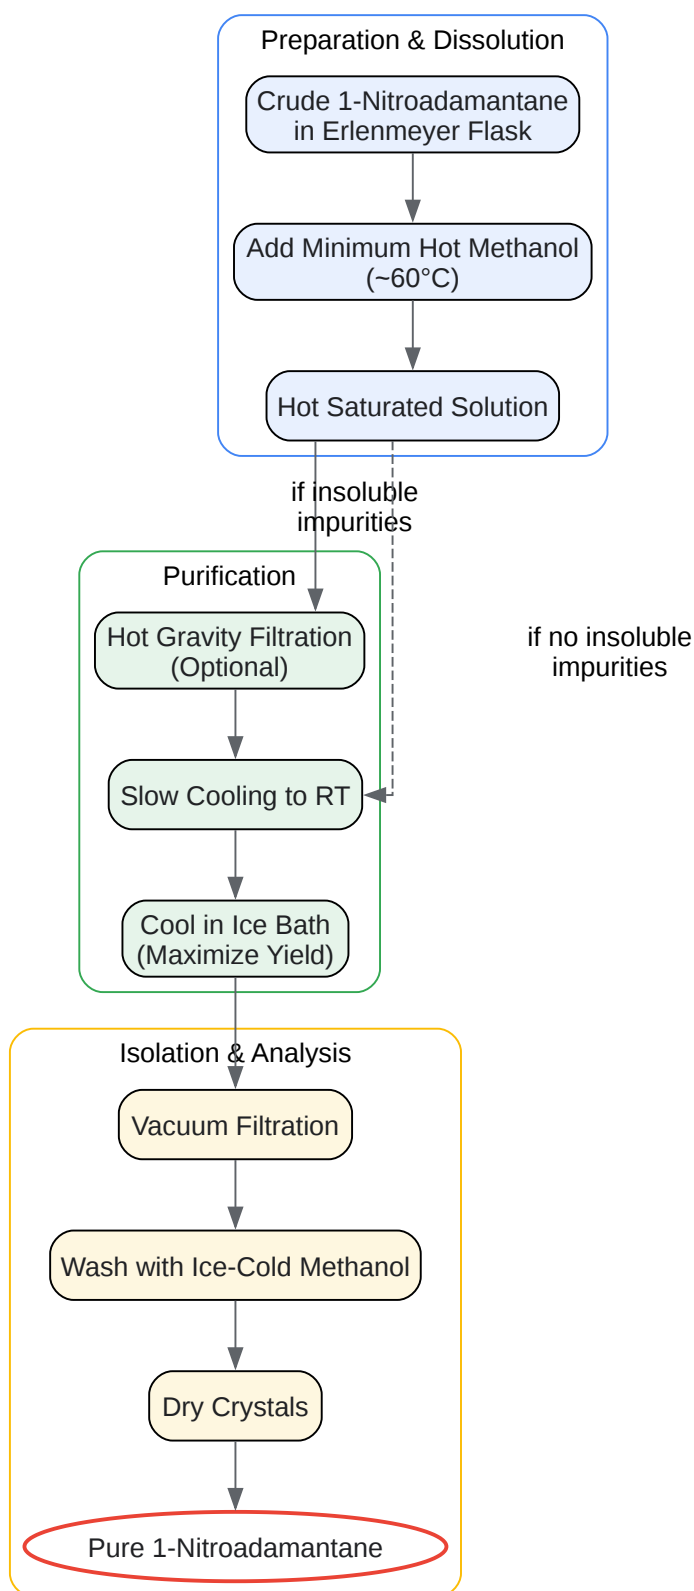 Preparation & Dissolution
Crude 1-Nitroadamantane
in Erlenmeyer Flask
Add Minimum Hot Methanol
(~60°C)
Hot Saturated Solution
if insoluble
impurities
Purification
Hot Gravity Filtration
(Optional)
if no insoluble
impurities
Slow Cooling to RT
Cool in Ice Bath
(Maximize Yield)
Isolation & Analysis
Vacuum Filtration
Wash with Ice-Cold Methanol
Dry Crystals
Pure 1-Nitroadamantane